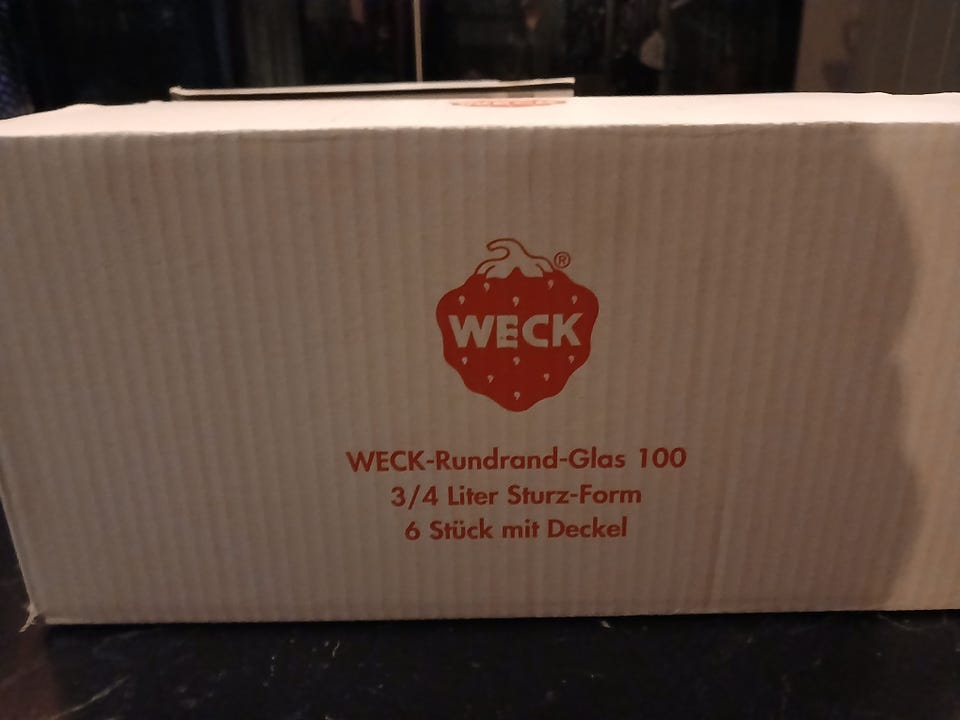 WECK
®
WECK-Rundrand-Glas 100
3/4 Liter Sturz-Form
6 Stück mit Deckel